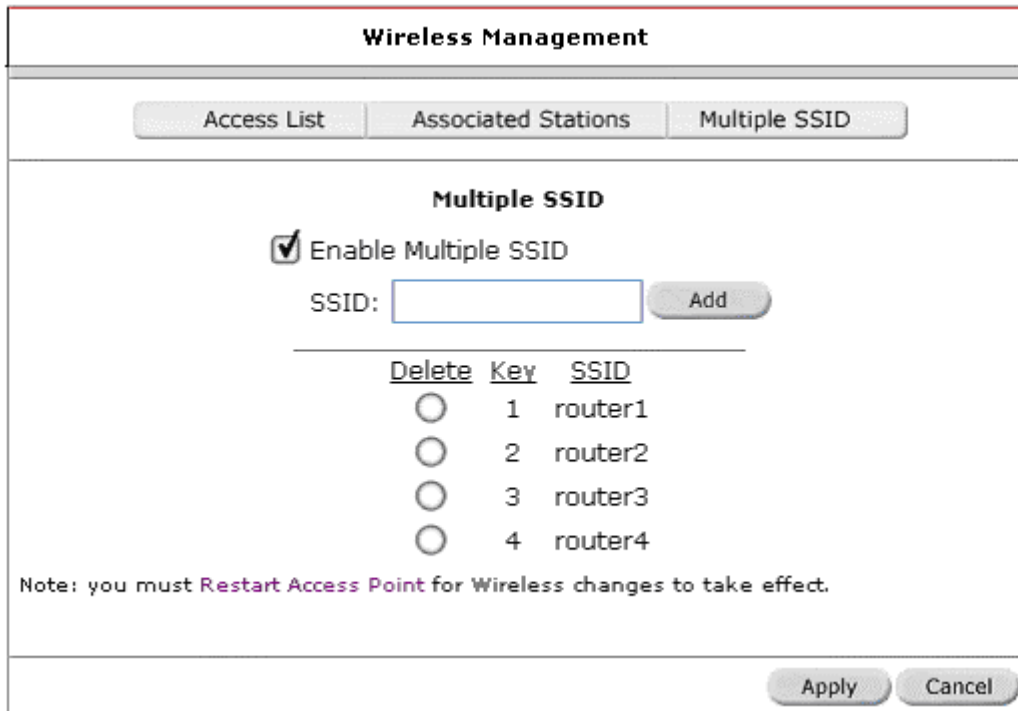 Wireless Management
Access List Associated Stations Multiple SSID
Multiple SSID
Enable Multiple SSID
SSID: Add
Delete Key SSID
1 router1
2 router2
3 router3
4 router4
Note: you must Restart Access Point for Wireless changes to take effect.
Apply Cancel